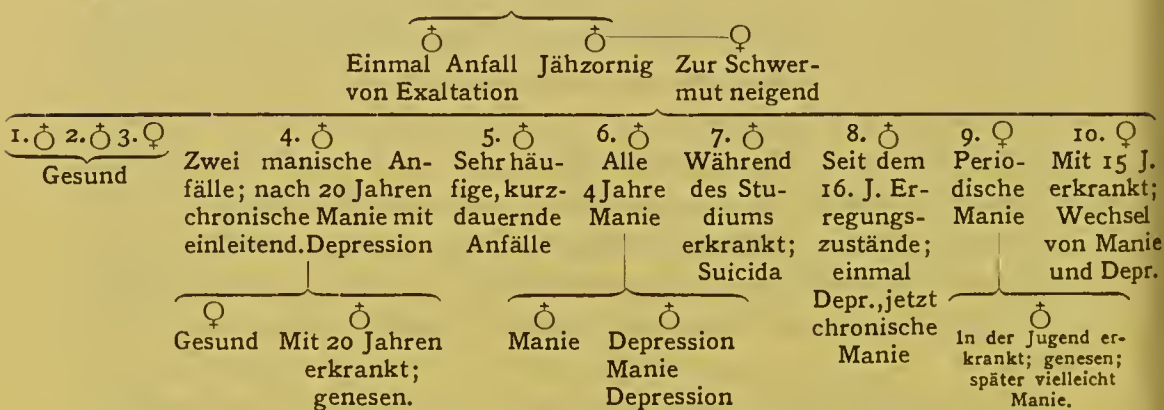 Einmal Anfall von Exaltation
Jähzornig
Zur Schwer-
mut neigend
1. ♂ 2. ♂ 3. ♀
Gesund
4. ♂
Zwei manische An-
fälle; nach 20 Jahren
chronische Manie mit
einleitend. Depression
5. ♂
Sehr häu-
fige, kurz-
dauernde
Anfälle
6. ♂
Alle
4 Jahre
Manie
7. ♂
Während
des Stu-
diums
erkrankt;
Suicida
8. ♂
Seit dem
16. J. Er-
regungs-
zustände;
einmal
Depr., jetzt
chronische
Manie
9. ♀
Perio-
dische
Manie
10. ♀
Mit 15 J.
erkrankt;
Wechsel
von Manie
und Depr.
Gesund
Mit 20 Jahren
erkrankt;
genesen.
Manie
Depression
Manie
Depression
In der Jugend er-
krankt; genesen;
später vielleicht
Manie.